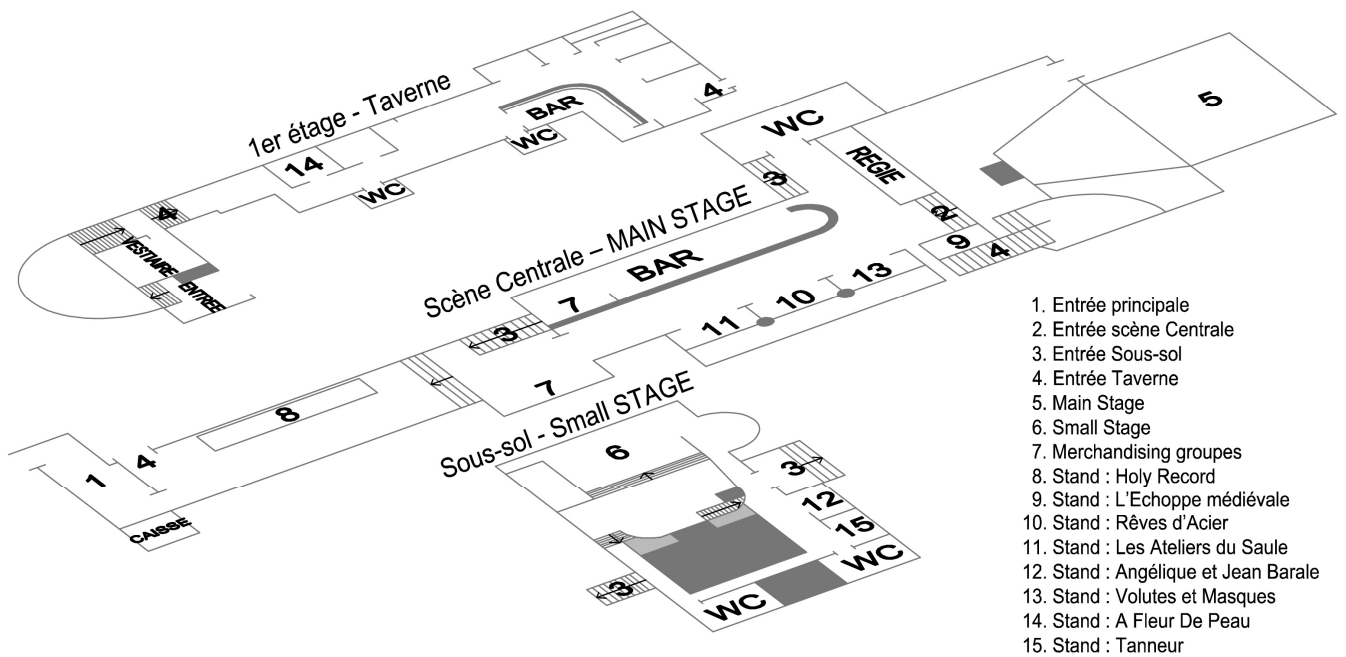 1er étage - Taverne
4
BAR
WC
14
WC
4
VESTIAIRE
ENTREE
5
WC
REGIE
3
2
9
4
Scène Centrale – MAIN STAGE
BAR
13
10
11
7
3
7
8
4
1
CAISSE
Sous-sol - Small STAGE
6
3
12
15
WC
3
WC
1. Entrée principale
2. Entrée scène Centrale
3. Entrée Sous-sol
4. Entrée Taverne
5. Main Stage
6. Small Stage
7. Merchandising groupes
8. Stand : Holy Record
9. Stand : L'Echoppe médiévale
10. Stand : Rêves d'Acier
11. Stand : Les Ateliers du Saule
12. Stand : Angélique et Jean Barale
13. Stand : Volutes et Masques
14. Stand : A Fleur De Peau
15. Stand : Tanneur